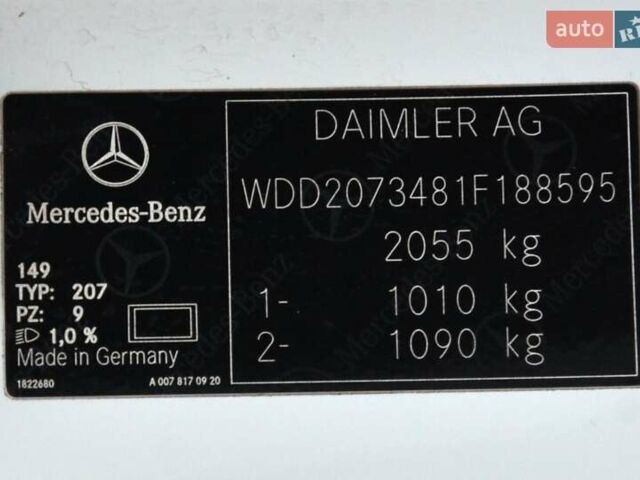 auto RI
DAIMLER AG
WDD2073481F188595
2055 kg
1- 1010 kg
2- 1090 kg
Mercedes-Benz
149
TYP: 207
PZ: 9
1,0 %
Made in Germany
1822680
A 007 817 09 20